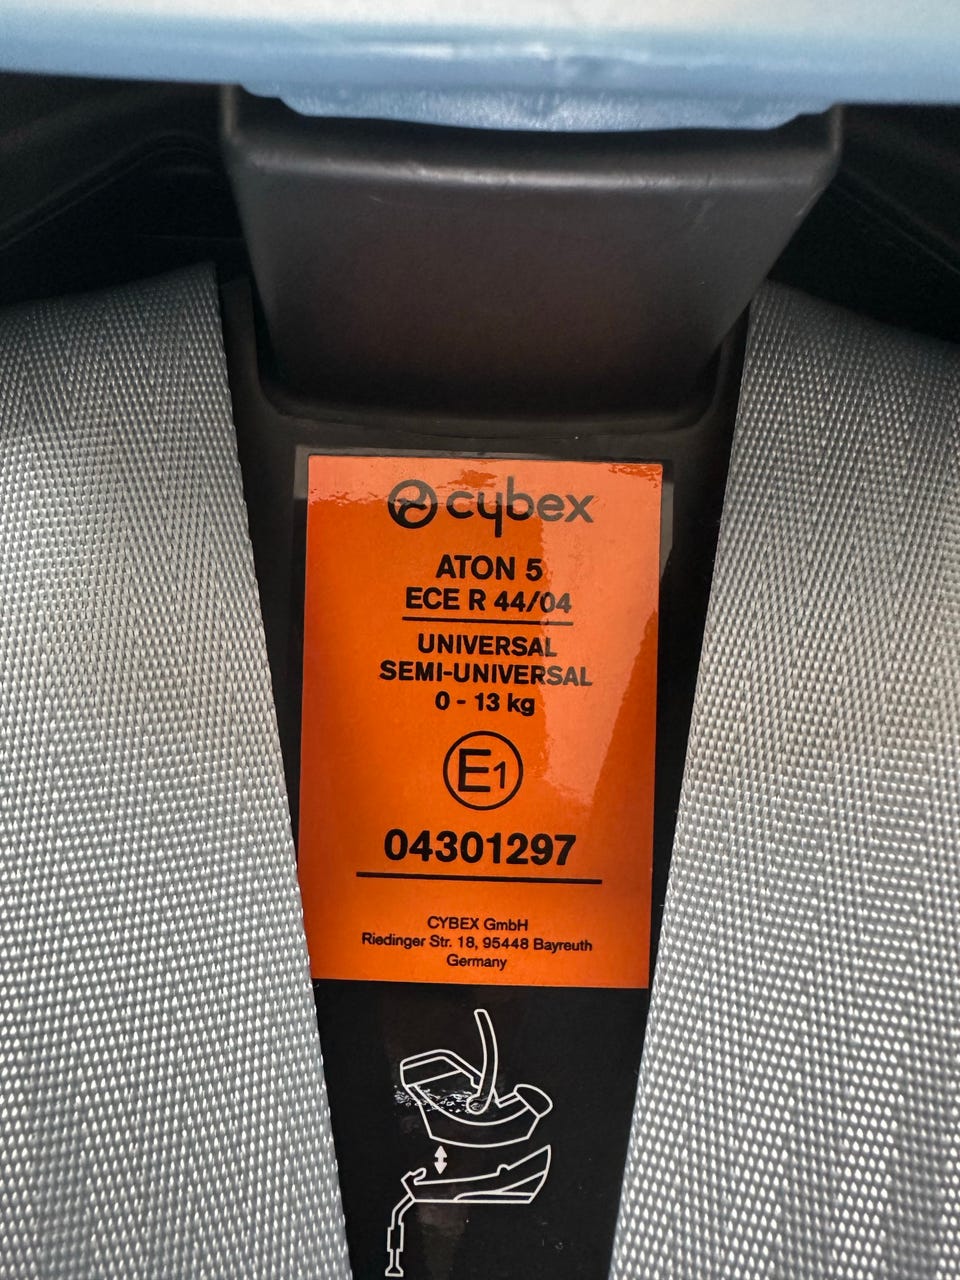 cybex
ATON 5
ECE R 44/04
UNIVERSAL
SEMI-UNIVERSAL
0 - 13 kg
E1
04301297
CYBEX GmbH
Riedinger Str. 18, 95448 Bayreuth
Germany